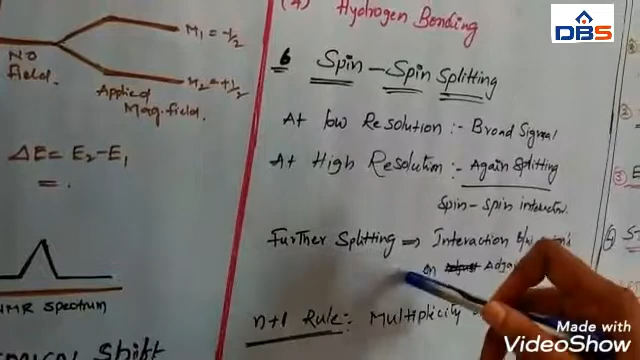 (4) Hydrogen Bonding
DBS
NO
field.
M₁ = -1/2
M₂ = +1/2
Applied
Mag. field.
ΔE = E₂-E₁
=
NMR Spectrum
Shift
6 Spin-Spin Splitting
At low Resolution :- Broad Signal
At High Resolution :- Again Splitting
Spin-Spin
Further Splitting ⇒ Interaction
on
n+1 Rule: Multiplicity
Made with
VideoShow